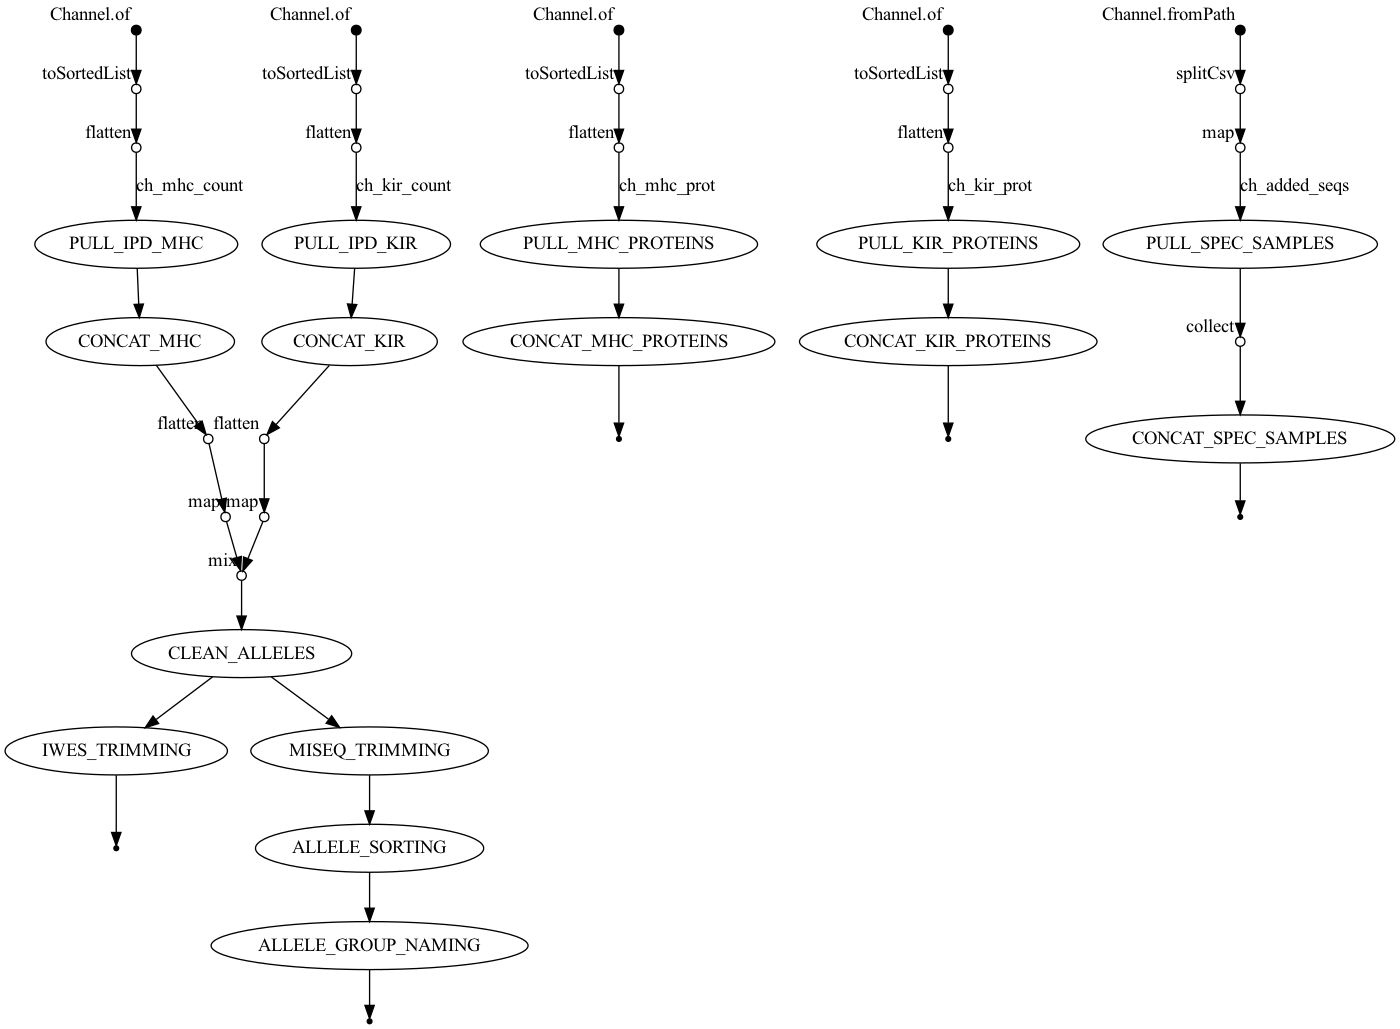 Channel.of Channel.of Channel.of Channel.of Channel.fromPath
toSortedList toSortedList toSortedList toSortedList splitCsv
flatten flatten flatten flatten map
ch_mhc_count ch_kir_count ch_mhc_prot ch_kir_prot ch_added_seqs
PULL_IPD_MHC PULL_IPD_KIR PULL_MHC_PROTEINS PULL_KIR_PROTEINS PULL_SPEC_SAMPLES
collect
CONCAT_MHC CONCAT_KIR CONCAT_MHC_PROTEINS CONCAT_KIR_PROTEINS
flatten flatten
CONCAT_SPEC_SAMPLES
map map
mix
CLEAN_ALLELES
IWES_TRIMMING MISEQ_TRIMMING
ALLELE_SORTING
ALLELE_GROUP_NAMING